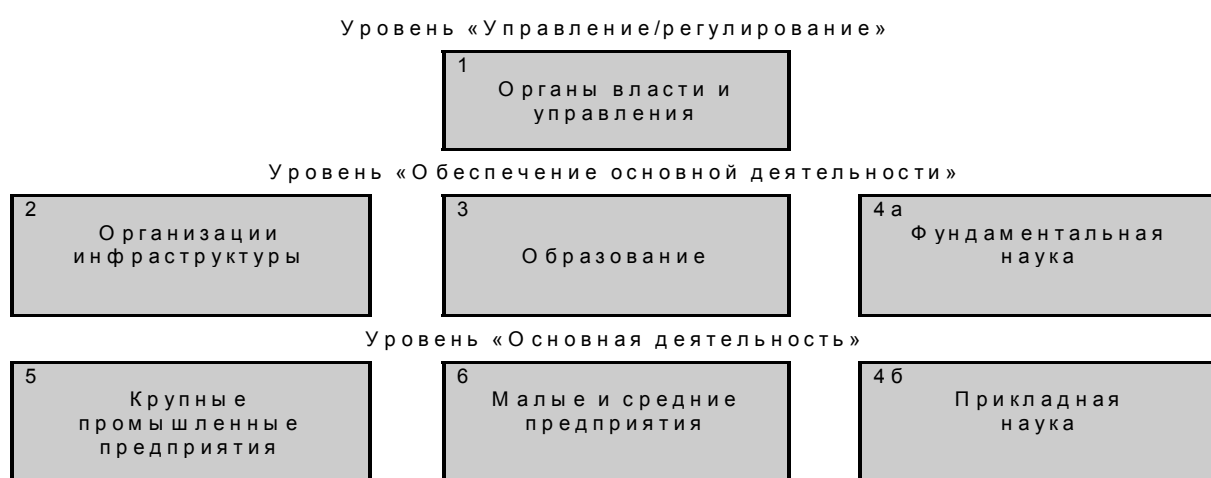 Уровень «Управление/регулирование»
1
Органы власти и
управления
Уровень «Обеспечение основной деятельности»
2
Организации
инфраструктуры
3
Образование
4а
Фундаментальная
наука
Уровень «Основная деятельность»
5
Крупные
промышленные
предприятия
6
Малые и средние
предприятия
4б
Прикладная
наука